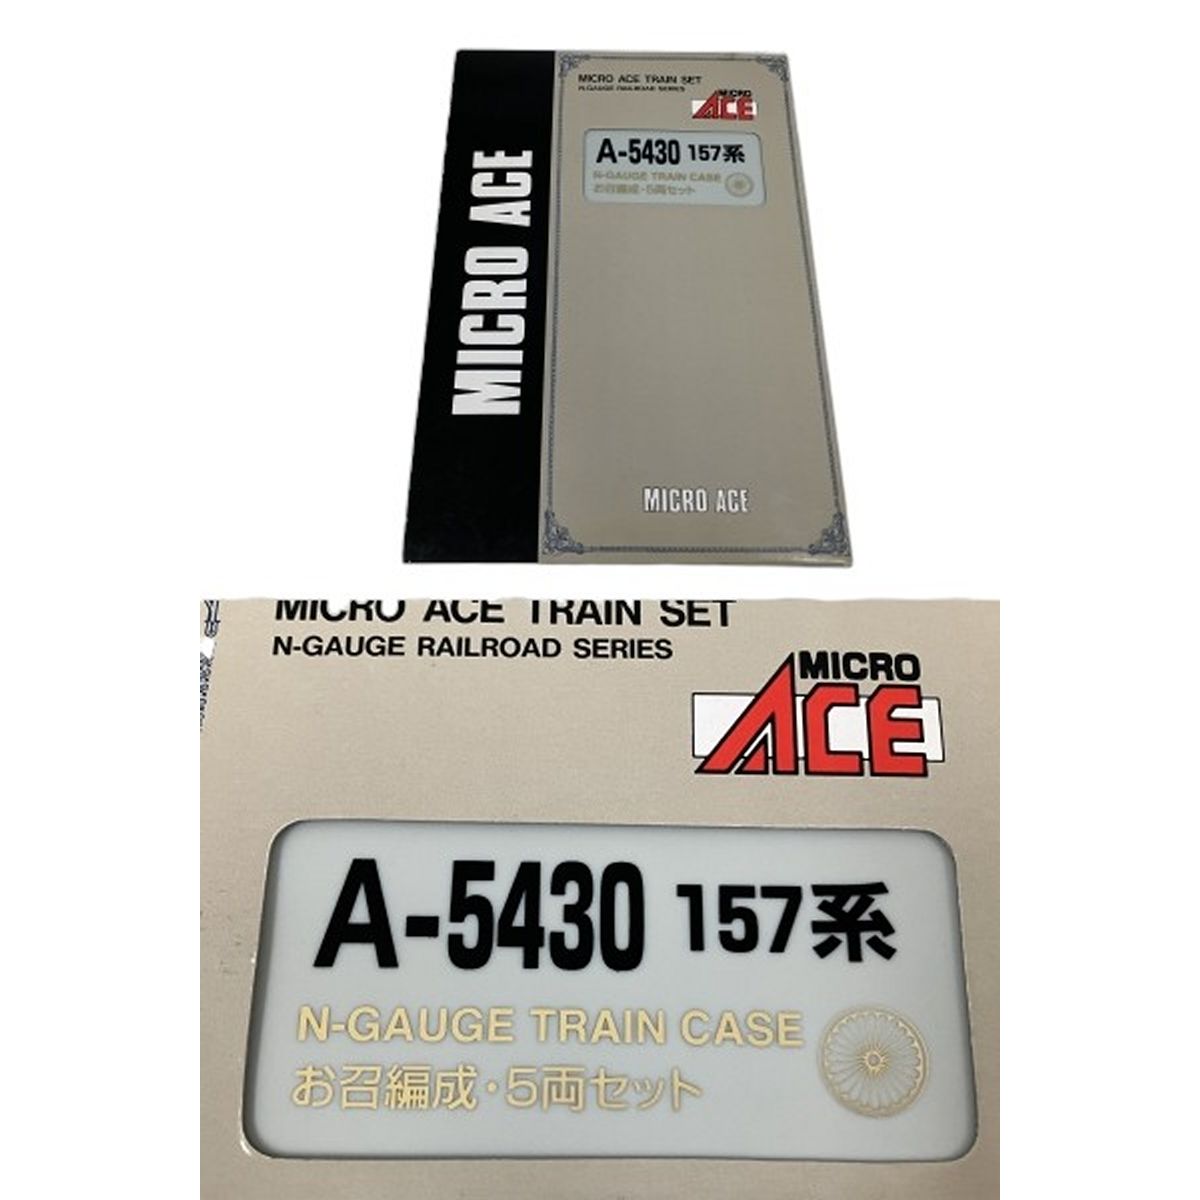 MICRO ACE
MICRO ACE TRAIN SET
N-GAUGE RAILROAD SERIES
MICRO
ACE
A-5430 157系
N-GAUGE TRAIN CASE
お召編成・5両セット
MICRO ACE
MICRO ACE TRAIN SET
N-GAUGE RAILROAD SERIES
MICRO
ACE
A-5430 157系
N-GAUGE TRAIN CASE
お召編成・5両セット